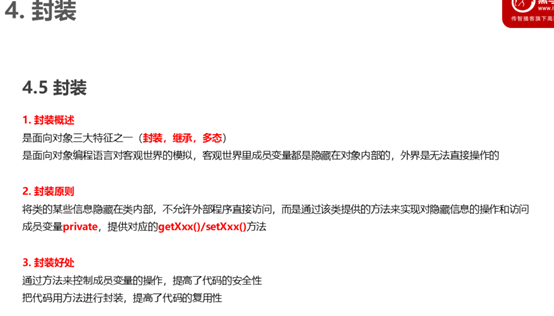 4. 封装
传智播客旗下高
4.5 封装
1. 封装概述
是面向对象三大特征之一（封装，继承，多态）
是面向对象编程语言对客观世界的模拟，客观世界里成员变量都是隐藏在对象内部的，外界是无法直接操作的
2. 封装原则
将类的某些信息隐藏在类内部，不允许外部程序直接访问，而是通过该类提供的方法来实现对隐藏信息的操作和访问
成员变量private，提供对应的getXxx()/setXxx()方法
3. 封装好处
通过方法来控制成员变量的操作，提高了代码的安全性
把代码用方法进行封装，提高了代码的复用性